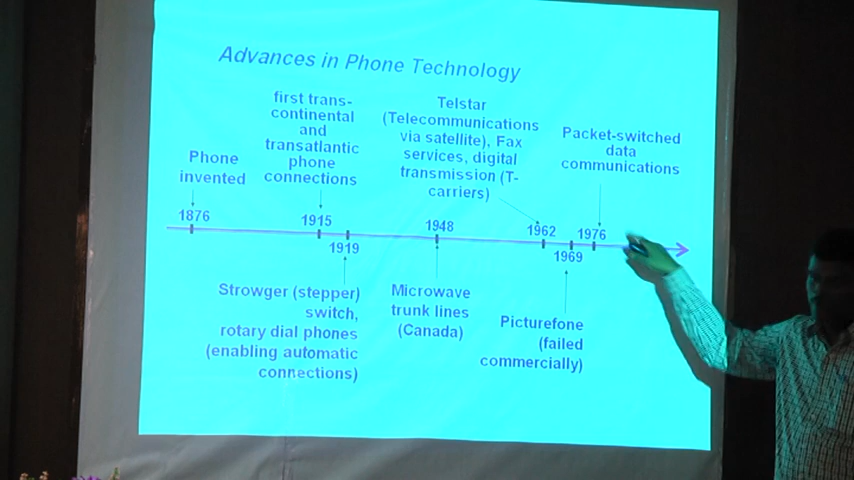 Advances in Phone Technology
first trans-
continental
and
transatlantic
phone
connections
Telstar
(Telecommunications
via satellite), Fax
services, digital
transmission (T-
carriers)
Packet-switched
data
communications
Phone
invented
1876
1915
1919
1948
1962
1969
1976
Strowger (stepper)
switch,
rotary dial phones
(enabling automatic
connections)
Microwave
trunk lines
(Canada)
Picturefone
(failed
commercially)